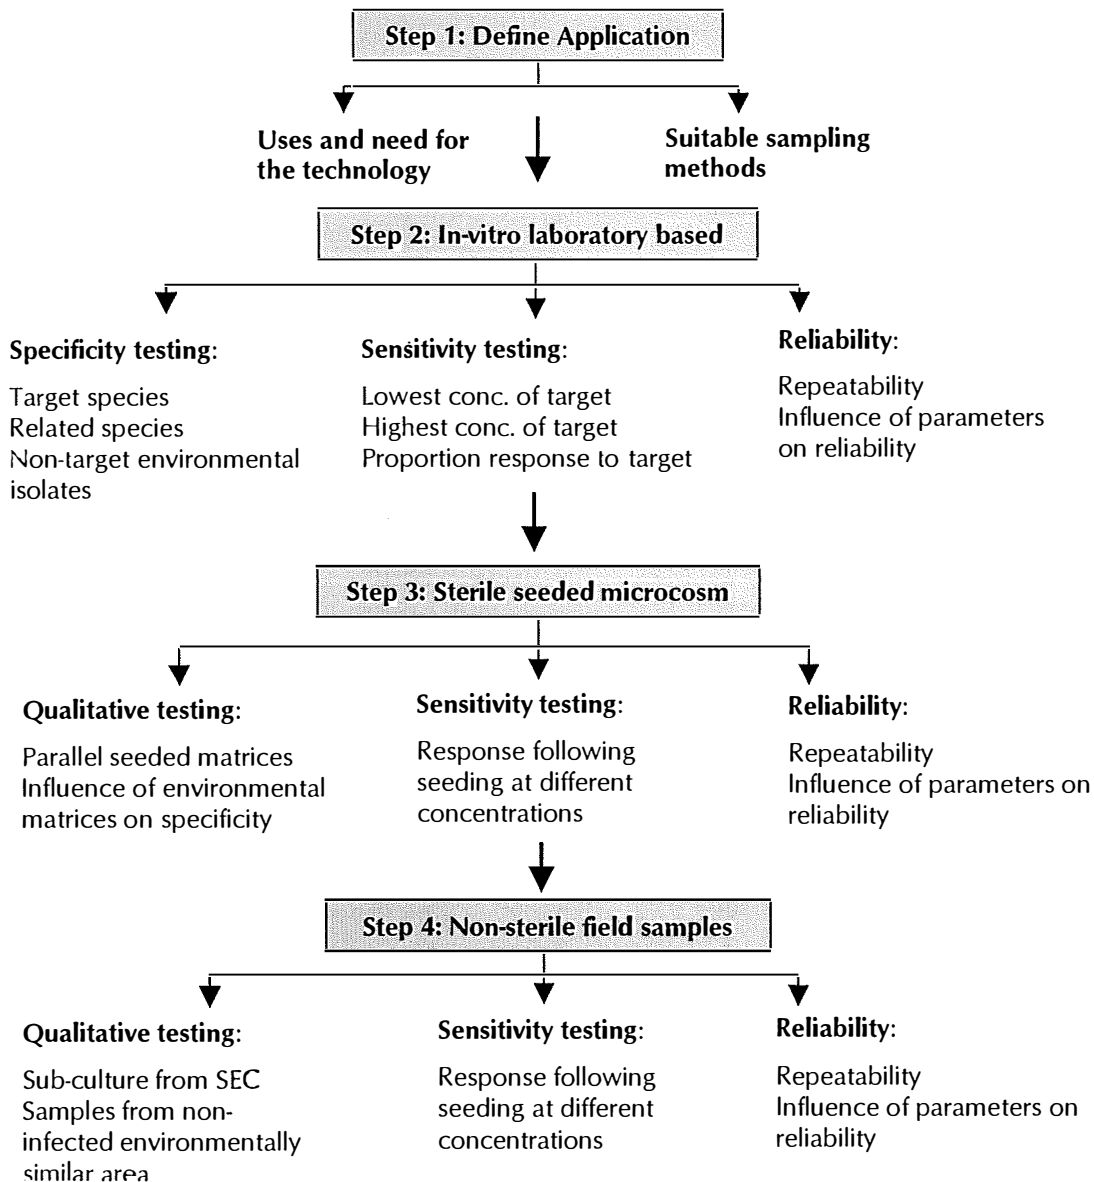 Step 1: Define Application
Uses and need for
the technology
Suitable sampling
methods
Step 2: In-vitro laboratory based
Specificity testing:
Target species
Related species
Non-target environmental
isolates
Sensitivity testing:
Lowest conc. of target
Highest conc. of target
Proportion response to target
Reliability:
Repeatability
Influence of parameters
on reliability
Step 3: Sterile seeded microcosm
Qualitative testing:
Parallel seeded matrices
Influence of environmental
matrices on specificity
Sensitivity testing:
Response following
seeding at different
concentrations
Reliability:
Repeatability
Influence of parameters on
reliability
Step 4: Non-sterile field samples
Qualitative testing:
Sub-culture from SEC
Samples from non-
infected environmentally
similar area
Sensitivity testing:
Response following
seeding at different
concentrations
Reliability:
Repeatability
Influence of parameters on
reliability